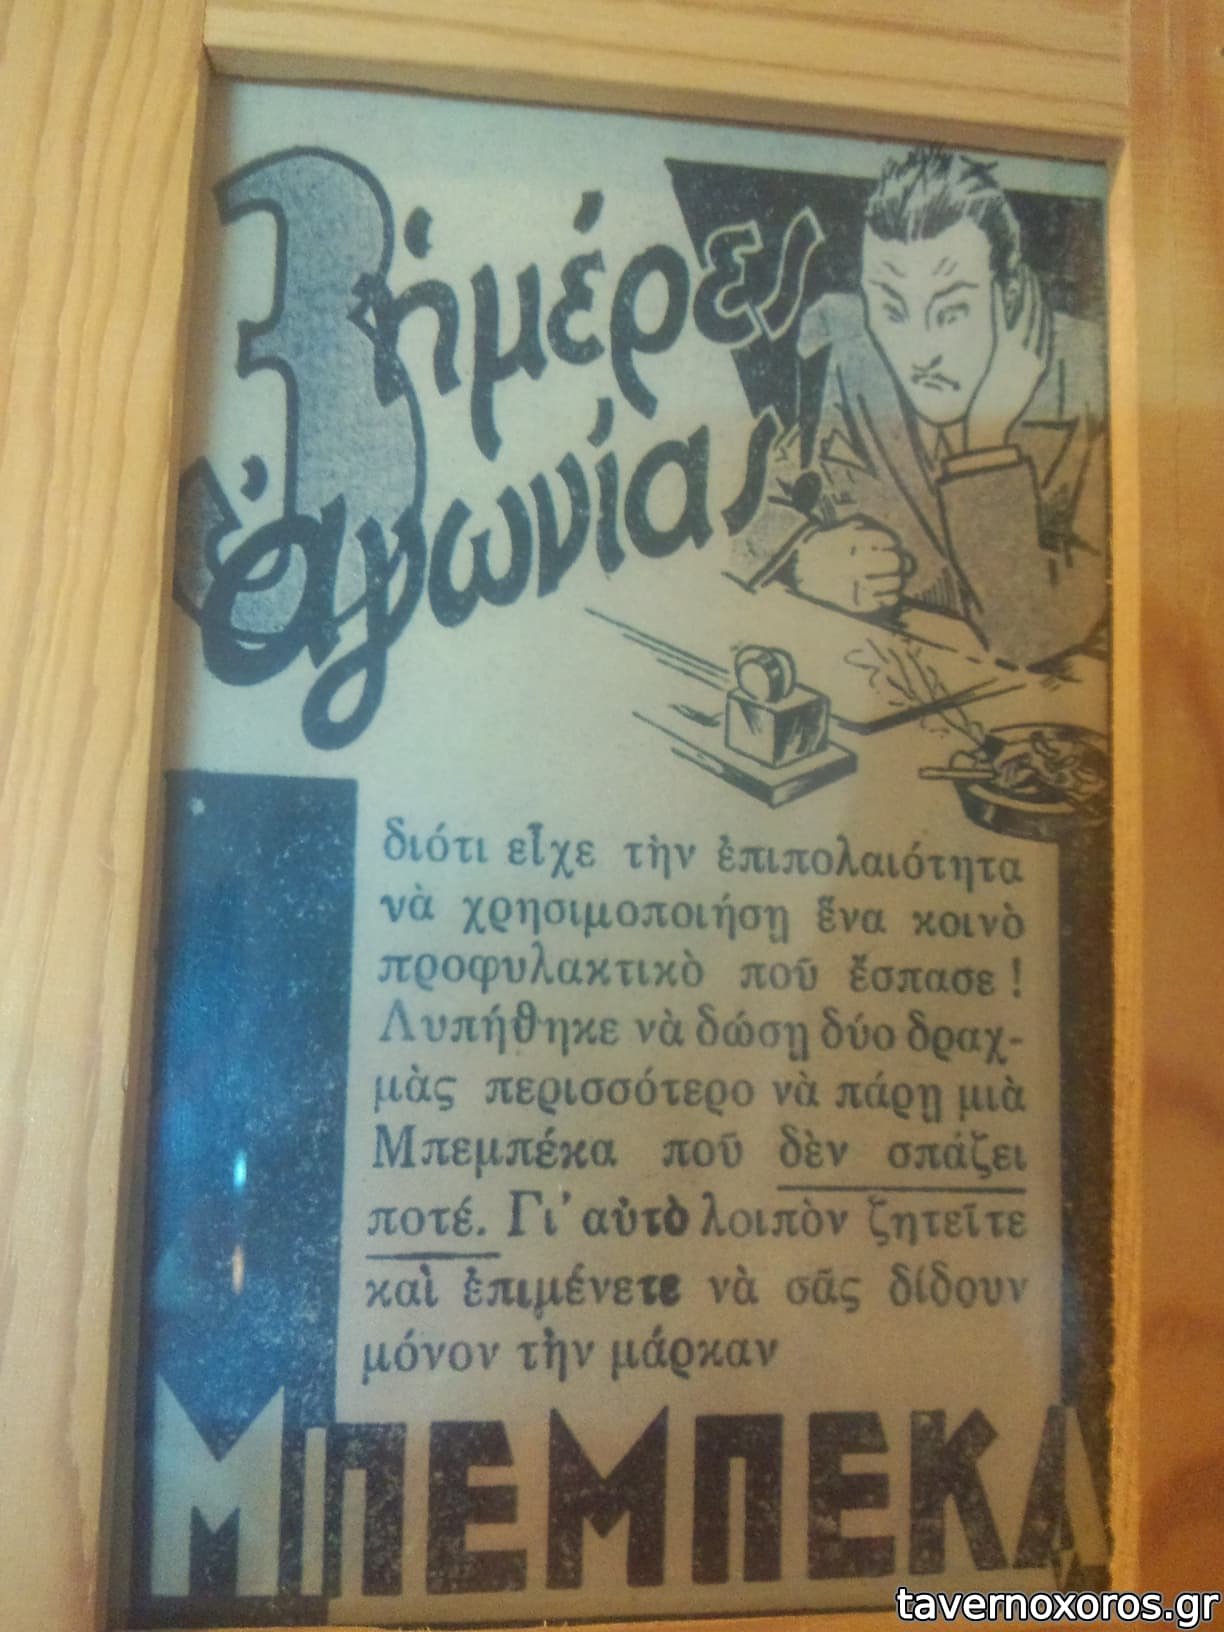 3 ἡμέρες
ἀγωνίας!
διότι εἶχε τὴν ἐπιπολαιότητα
νὰ χρησιμοποιήσῃ ἕνα κοινὸ
προφυλακτικὸ ποῦ ἔσπασε!
Λυπήθηκε νὰ δώσῃ δύο δραχ-
μὰς περισσότερο νὰ πάρῃ μιὰ
Μπεμπέκα ποῦ δὲν σπάζει
ποτέ. Γι' αὐτὸ λοιπὸν ζητεῖτε
καὶ ἐπιμένετε νὰ σᾶς δίδουν
μόνον τὴν μάρκαν
ΜΠΕΜΠΕΚΑ
tavernoxoros.gr